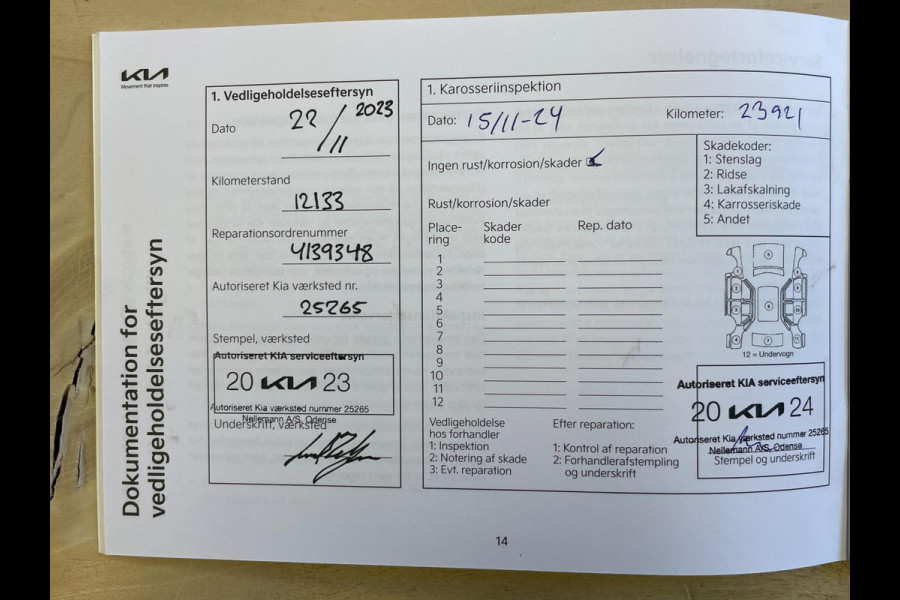 KIA
Movement that inspires
Dokumentation for
vedligeholdelseseftersyn
1. Vedligeholdelseseftersyn
Dato 22/11 2023
Kilometerstand
12133
Reparationsordrenummer
4139348
Autoriseret Kia værksted nr.
25265
Stempel, værksted
Autoriseret KIA serviceeftersyn
20 KIA 23
Autoriseret Kia værksted nummer 25265
Nellemann A/S, Odense
Underskrift, værksted
1. Karosseriinspektion
Dato: 15/11-24 Kilometer: 23921
Ingen rust/korrosion/skader
Rust/korrosion/skader
Place-
ring
Skader
kode
Rep. dato
1
2
3
4
5
6
7
8
9
10
11
12
Skadekoder:
1: Stenslag
2: Ridse
3: Lakafskalning
4: Karrosseriskade
5: Andet
12 = Undervogn
Vedligeholdelse
hos forhandler
1: Inspektion
2: Notering af skade
3: Evt. reparation
Efter reparation:
1: Kontrol af reparation
2: Forhandlerafstempling
og underskrift
Autoriseret KIA serviceeftersyn
20 KIA 24
Autoriseret Kia værksted nummer 25265
Nellemann A/S, Odense
Stempel og underskrift
14